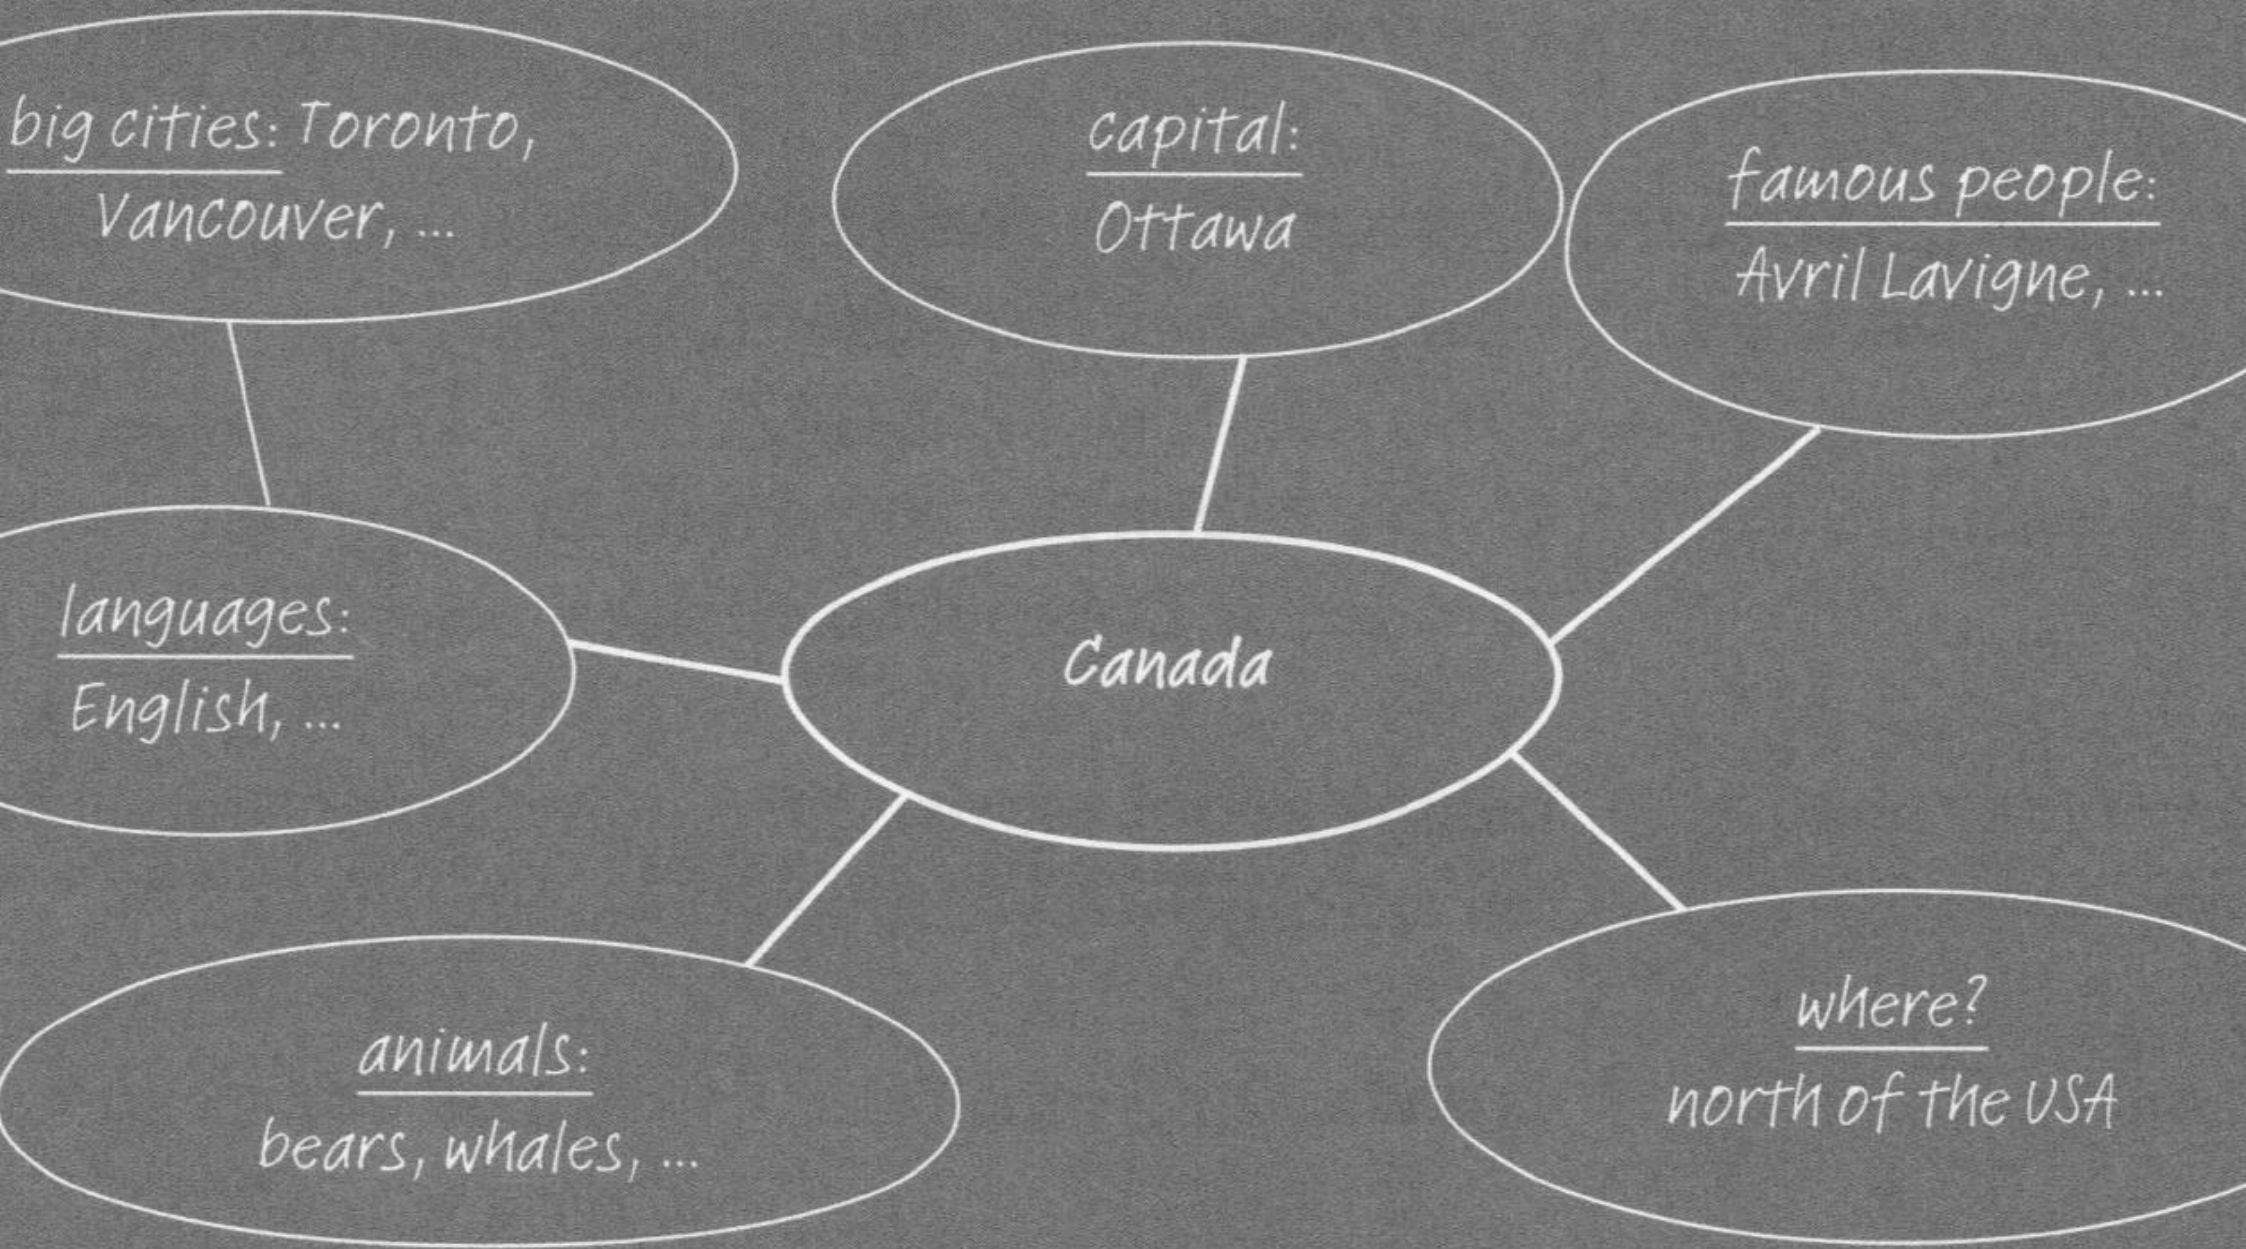 big cities: Toronto,
Vancouver, ...
capital:
Ottawa
famous people:
Avril Lavigne, ...
languages:
English, ...
Canada
animals:
bears, whales, ...
where?
north of the USA